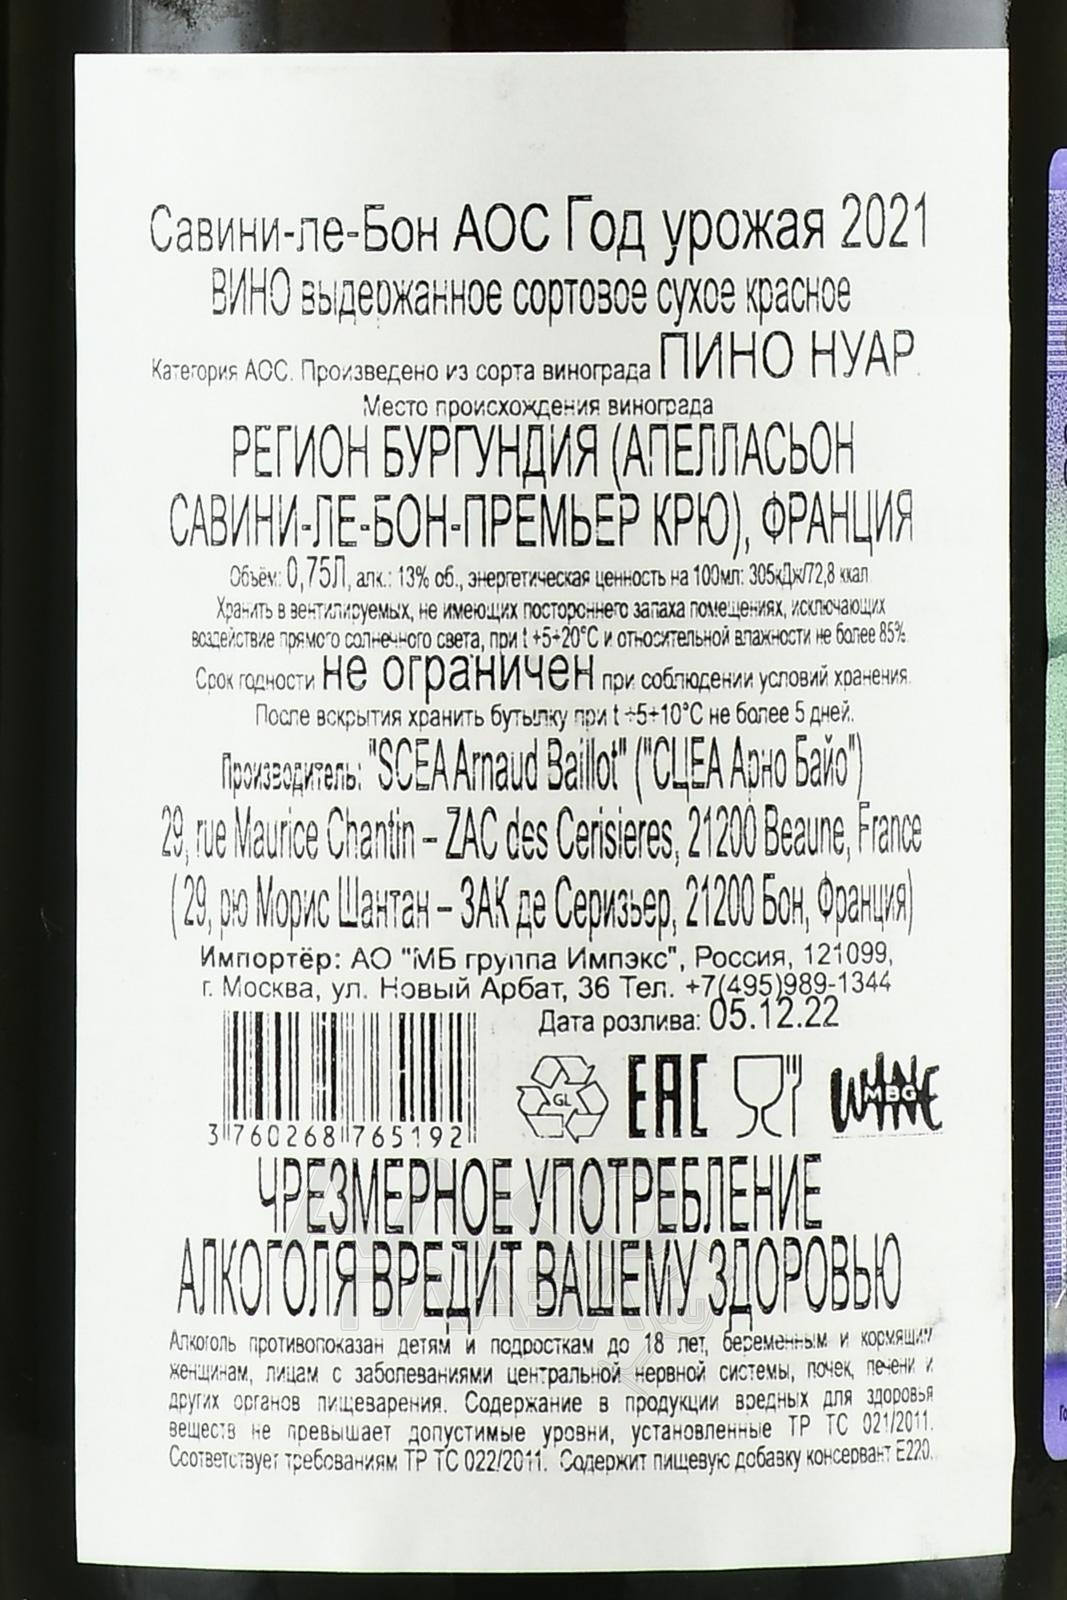 Савини-ле-Бон АОС Год урожая 2021
ВИНО выдержанное сортовое сухое красное
Категория АОС. Произведено из сорта винограда ПИНО НУАР.
Место происхождения винограда
РЕГИОН БУРГУНДИЯ (АПЕЛЛАСЬОН
САВИНИ-ЛЕ-БОН-ПРЕМЬЕР КРЮ), ФРАНЦИЯ
Объём: 0,75Л, алк.: 13% об., энергетическая ценность на 100мл: 305кДж/72,8 ккал
Хранить в вентилируемых, не имеющих постороннего запаха помещениях, исключающих
воздействие прямого солнечного света, при t +5÷20°С и относительной влажности не более 85%.
Срок годности не ограничен при соблюдении условий хранения.
После вскрытия хранить бутылку при t +5+10°С не более 5 дней.
Производитель: "SCEA Arnaud Baillot" ("СЦЕА Арно Байо")
29, rue Maurice Chantin – ZAC des Cerisieres, 21200 Beaune, France
( 29, рю Морис Шантан – ЗАК де Серизьер, 21200 Бон, Франция)
Импортёр: АО "МБ группа Импэкс", Россия, 121099,
г. Москва, ул. Новый Арбат, 36 Тел. +7(495)989-1344
Дата розлива: 05.12.22
GL EAC WINE MBG
3 760268 765192
ЧРЕЗМЕРНОЕ УПОТРЕБЛЕНИЕ
АЛКОГОЛЯ ВРЕДИТ ВАШЕМУ ЗДОРОВЬЮ
Алкоголь противопоказан детям и подросткам до 18 лет, беременным и кормящим
женщинам, лицам с заболеваниями центральной нервной системы, почек, печени и
других органов пищеварения. Содержание в продукции вредных для здоровья
веществ не превышает допустимые уровни, установленные ТР ТС 021/2011.
Соответствует требованиям ТР ТС 022/2011. Содержит пищевую добавку консервант Е220.